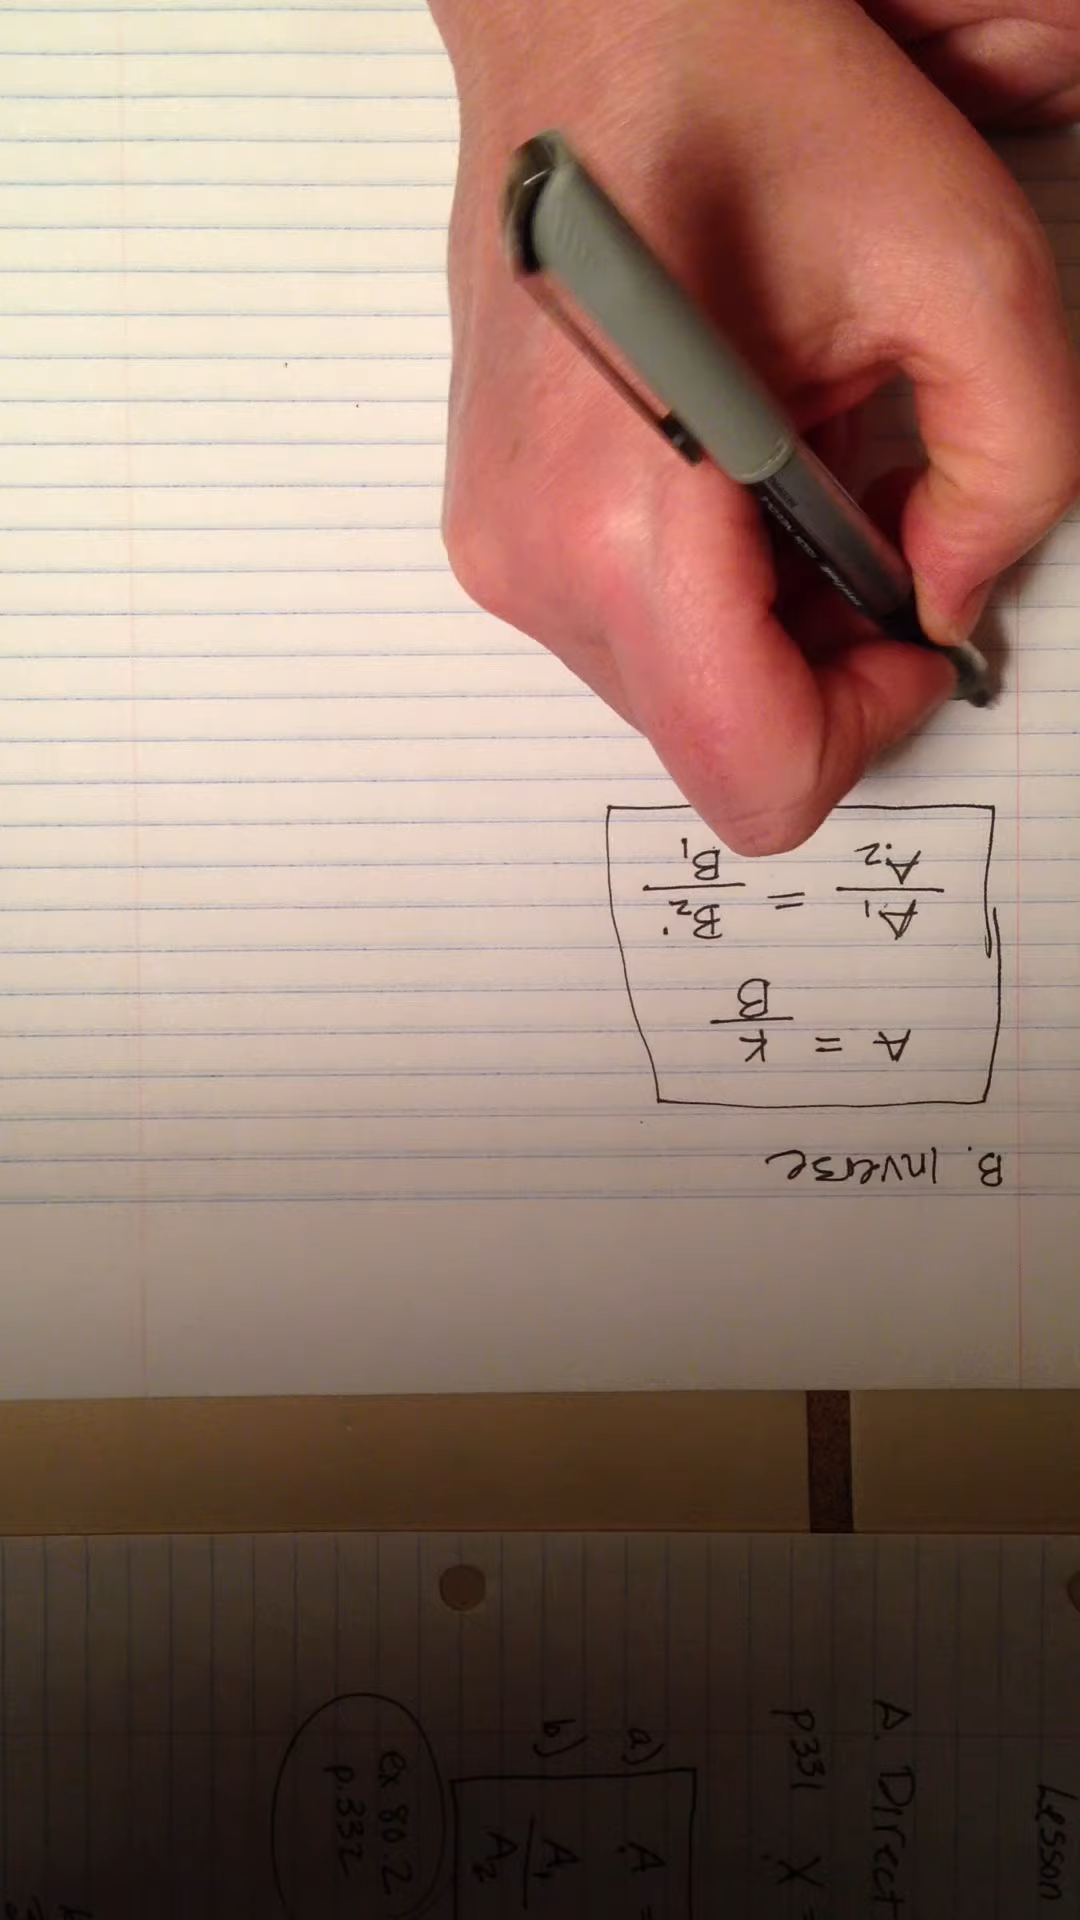 B. Inverse
A = K/B
A1/A2 = B2/B1
Lesson
A. Direct
p331 X =
a) A =
b) A1/A2
ex 80.2
p.332